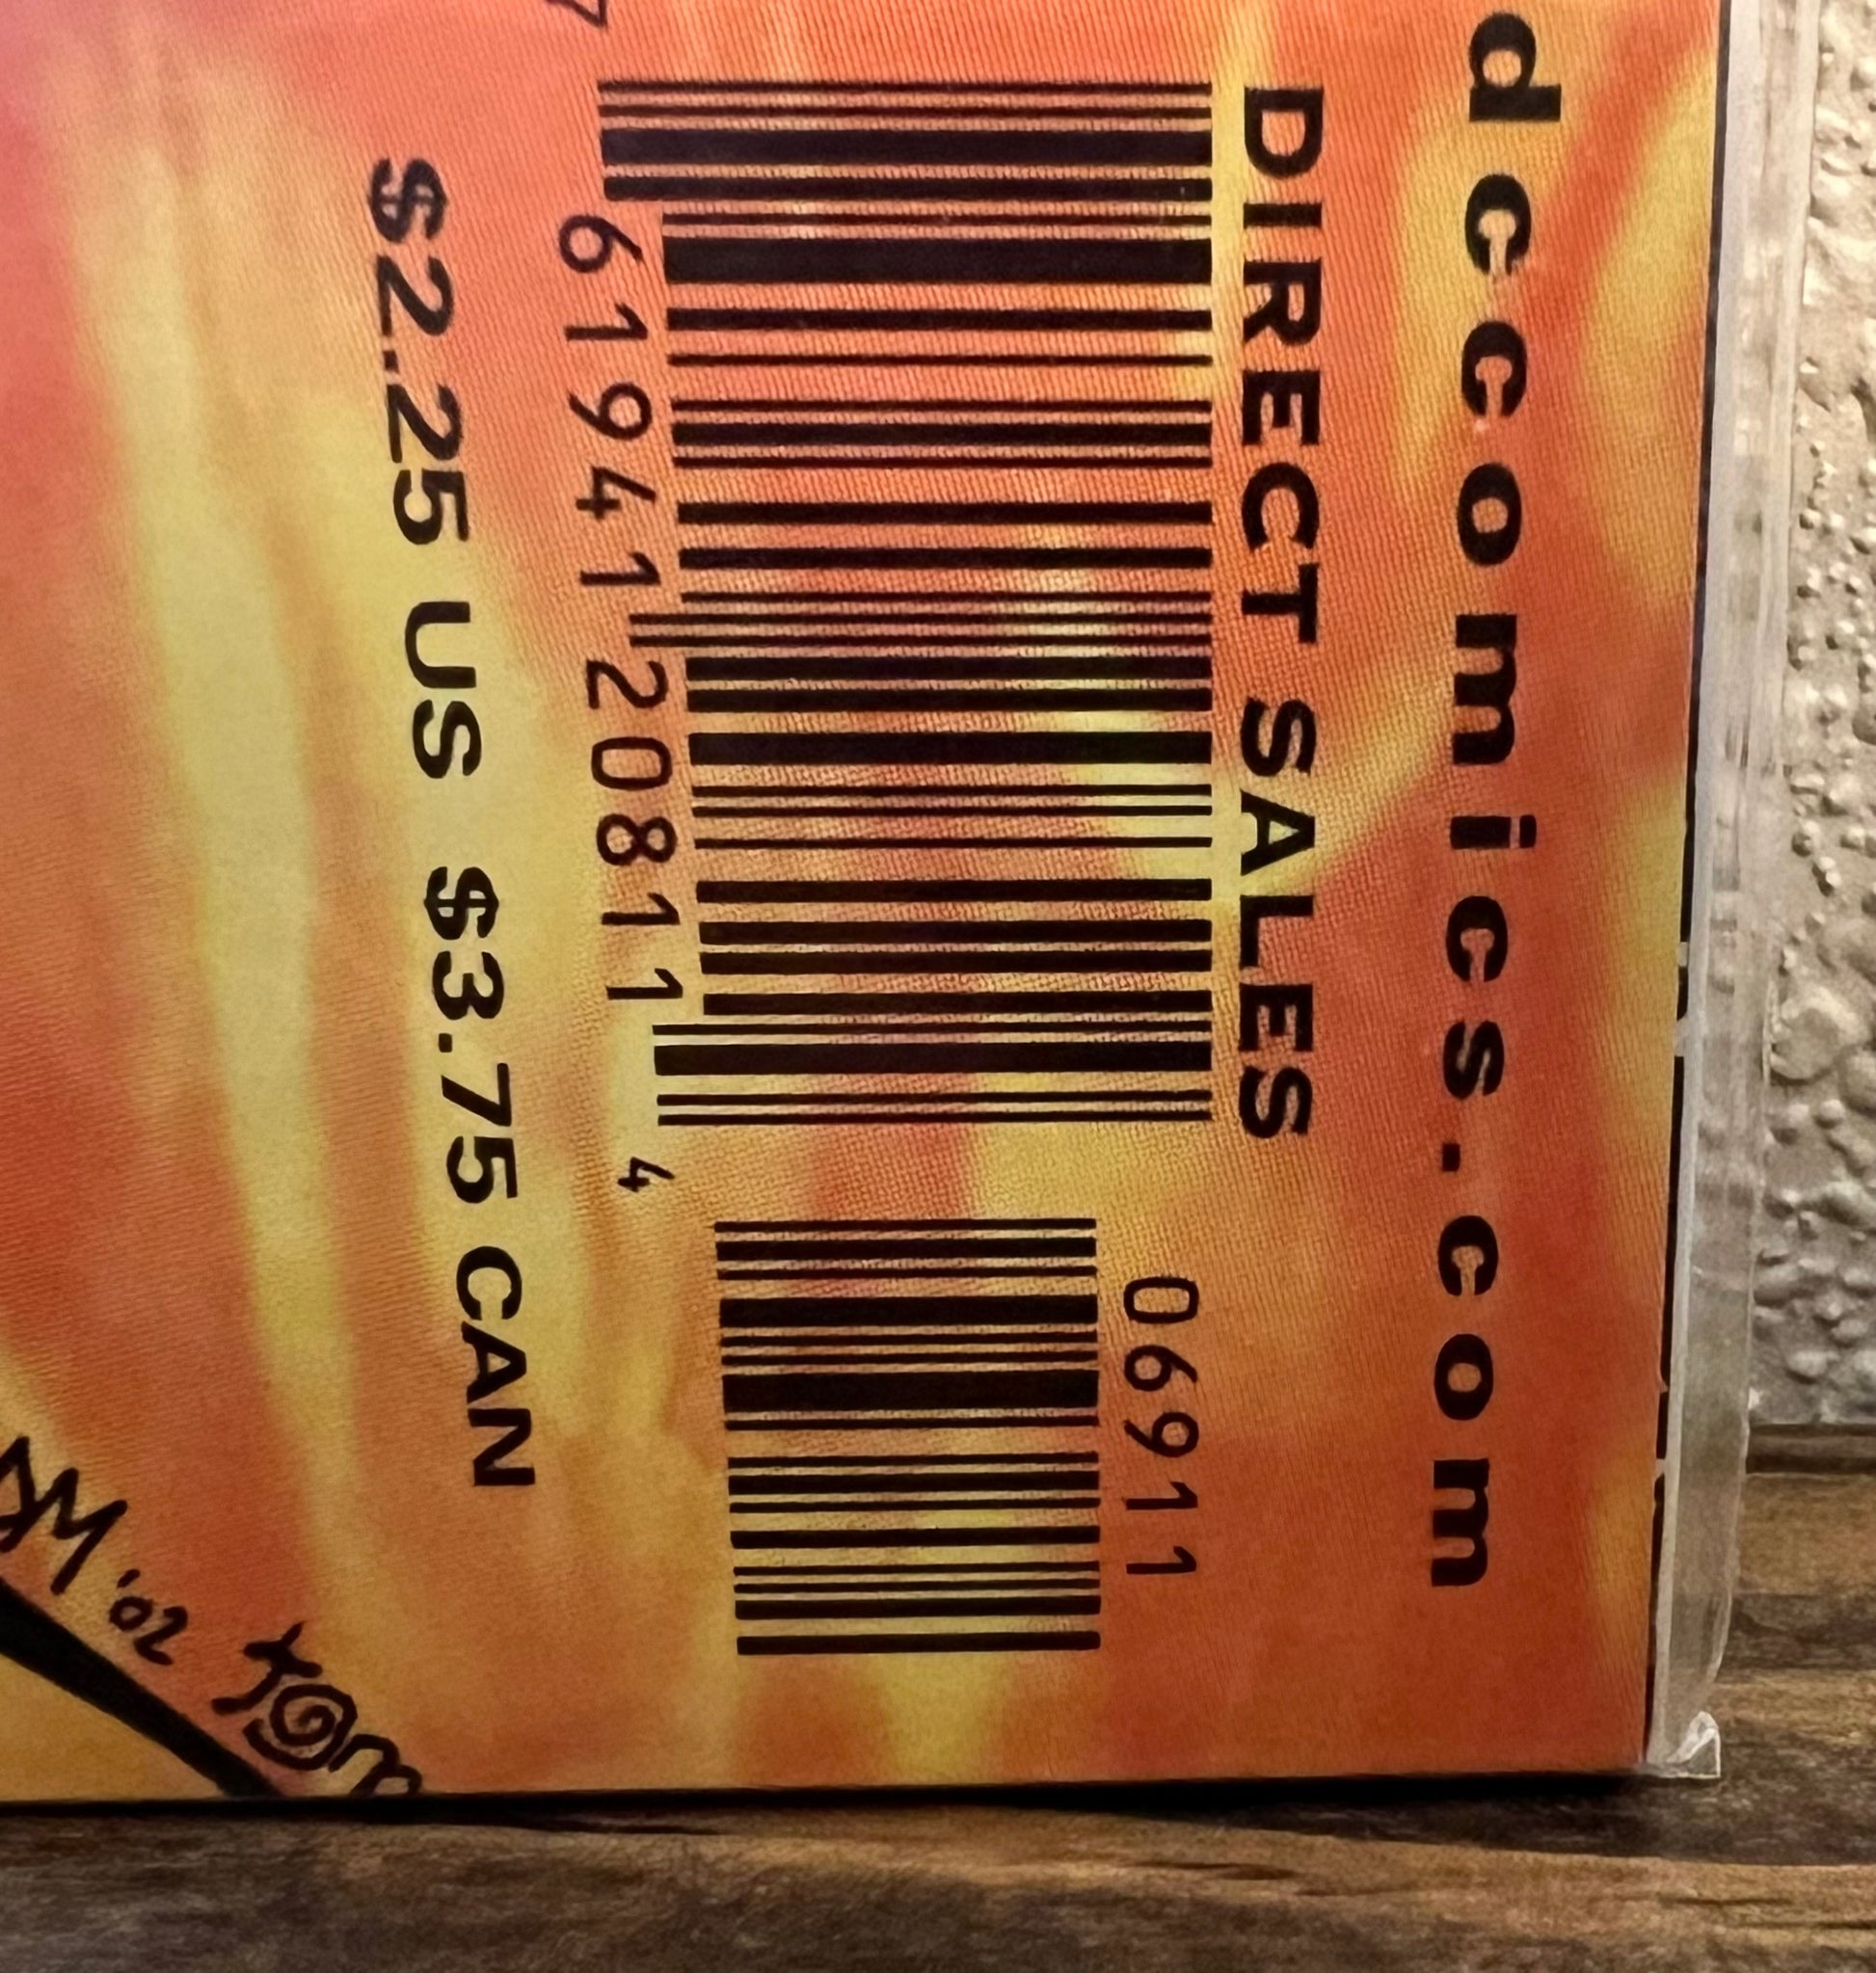 dccomics.com
DIRECT SALES
06911
7 61941 20811 4
$2.25 US $3.75 CAN
'02